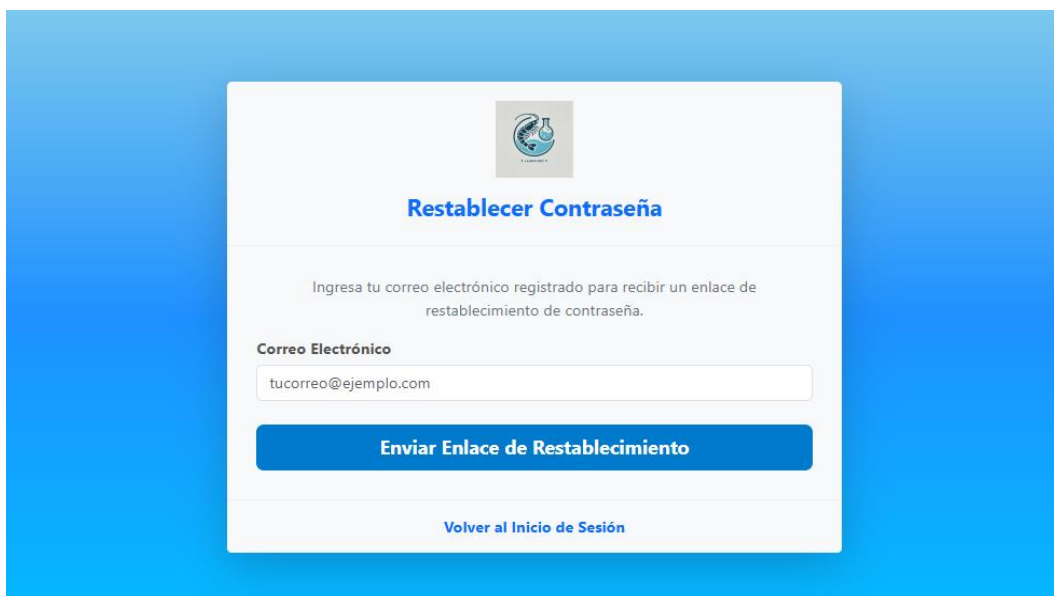 Restablecer Contraseña
Ingresa tu correo electrónico registrado para recibir un enlace de
restablecimiento de contraseña.
Correo Electrónico
tucorreo@ejemplo.com
Enviar Enlace de Restablecimiento
Volver al Inicio de Sesión